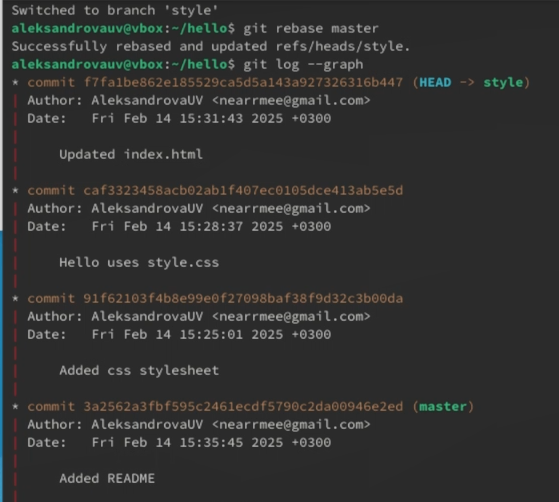 Switched to branch 'style'
aleksandrovauv@vbox:~/hello$ git rebase master
Successfully rebased and updated refs/heads/style.
aleksandrovauv@vbox:~/hello$ git log --graph
* commit f7fa1be862e185529ca5d5a143a927326316b447 (HEAD -> style)
| Author: AleksandrovaUV <nearrmee@gmail.com>
| Date:   Fri Feb 14 15:31:43 2025 +0300
|
|     Updated index.html
|
* commit caf3323458acb02ab1f407ec0105dce413ab5e5d
| Author: AleksandrovaUV <nearrmee@gmail.com>
| Date:   Fri Feb 14 15:28:37 2025 +0300
|
|     Hello uses style.css
|
* commit 91f62103f4b8e99e0f27098baf38f9d32c3b00da
| Author: AleksandrovaUV <nearrmee@gmail.com>
| Date:   Fri Feb 14 15:25:01 2025 +0300
|
|     Added css stylesheet
|
* commit 3a2562a3fbf595c2461ecdf5790c2da00946e2ed (master)
| Author: AleksandrovaUV <nearrmee@gmail.com>
| Date:   Fri Feb 14 15:35:45 2025 +0300
|
|     Added README